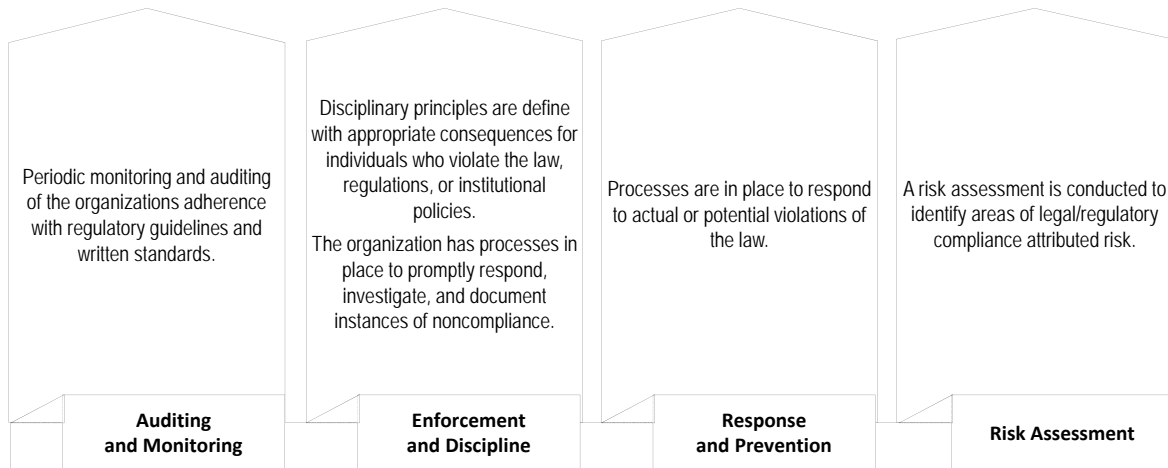 Periodic monitoring and auditing
of the organizations adherence
with regulatory guidelines and
written standards.
Disciplinary principles are define
with appropriate consequences for
individuals who violate the law,
regulations, or institutional
policies.
The organization has processes in
place to promptly respond,
investigate, and document
instances of noncompliance.
Processes are in place to respond
to actual or potential violations of
the law.
A risk assessment is conducted to
identify areas of legal/regulatory
compliance attributed risk.
Auditing
and Monitoring
Enforcement
and Discipline
Response
and Prevention
Risk Assessment